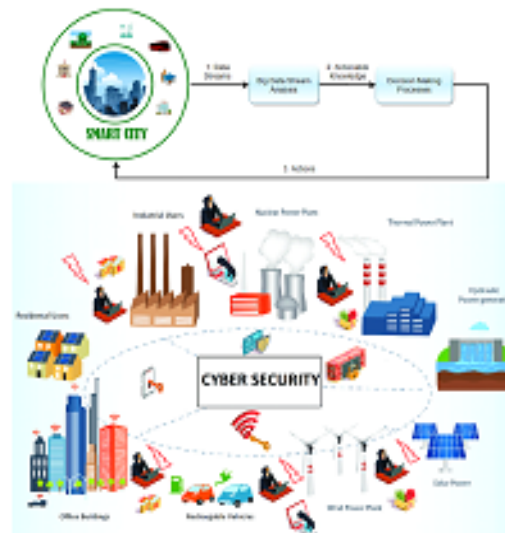 SMART CITY
1. Data
Streams
Big Data Stream
Analysis
2. Actionable
Knowledge
Decision Making
Processes
3. Actions
Industrial Users
Nuclear Power Plant
Thermal Power Plant
Hydraulic
Power generation
Residential Users
CYBER SECURITY
Office Buildings
Rechargeable Vehicles
Wind Power Plant
Solar Power